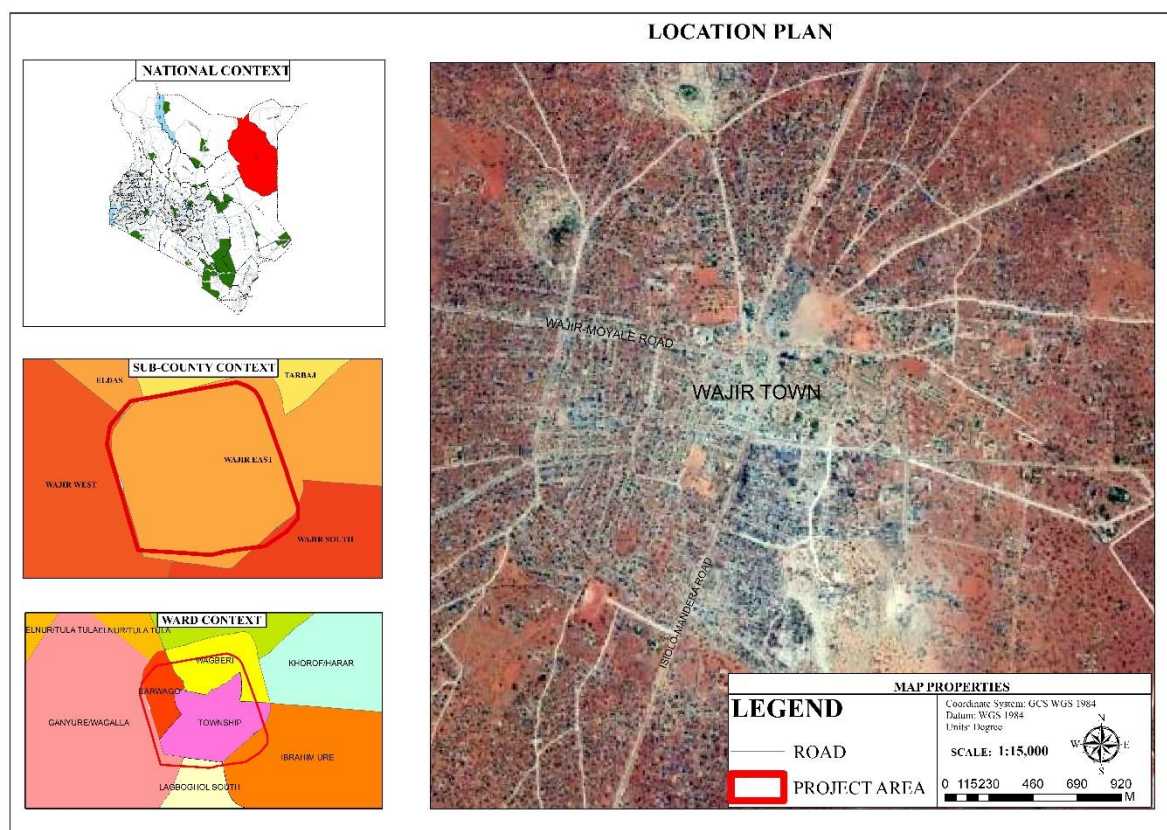 LOCATION PLAN
NATIONAL CONTEXT
SUB-COUNTY CONTEXT
ELDAS
TARBAJ
WAJIR EAST
WAJIR WEST
WAJIR SOUTH
WARD CONTEXT
ELNUR/TULA TULAELNUR/TULA TULA
WAGBERI
KHOROF/HARAR
BARWAGO
GANYURE/WAGALLA
TOWNSHIP
IBRAHIM URE
LAGBOGHOL SOUTH
WAJIR-MOYALE ROAD
WAJIR TOWN
ISIOLO-MANDERA ROAD
LEGEND
ROAD
PROJECT AREA
MAP PROPERTIES
Coordinate System: GCS WGS 1984
Datum: WGS 1984
Units: Degree
SCALE: 1:15,000
N
W E
S
0 115230 460 690 920
M